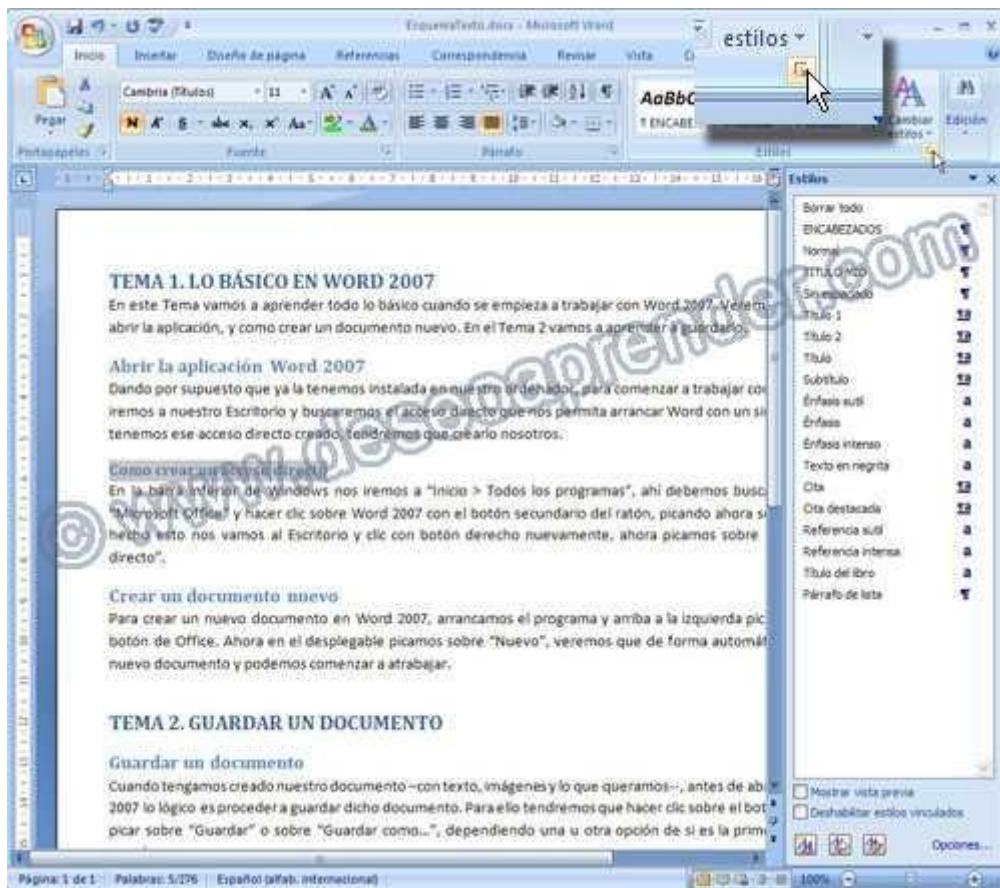 EsquemaTexto.docx - Microsoft Word
estilos
Inicio Insertar Diseño de página Referencias Correspondencia Revisar Vista
Cambria (Títulos) 11
AaBbC
Pegar
N K S abc x, x' Aa A
1 ENCABE
Cambiar estilos
Edición
Portapapeles Fuente Párrafo Estilos
Estilos
Borrar todo
ENCABEZADOS
Normal
TITULO MIO
Sin espaciado
Título 1
Título 2
Título
Subtítulo
Énfasis sutil
Énfasis
Énfasis intenso
Texto en negrita
Cita
Cita destacada
Referencia sutil
Referencia intensa
Título del libro
Párrafo de lista
Mostrar vista previa
Deshabilitar estilos vinculados
Opciones...
TEMA 1. LO BÁSICO EN WORD 2007
En este Tema vamos a aprender todo lo básico cuando se empieza a trabajar con Word 2007. Verem
abrir la aplicación, y como crear un documento nuevo. En el Tema 2 vamos a aprender a guardarlo.
Abrir la aplicación Word 2007
Dando por supuesto que ya la tenemos instalada en nuestro ordenador, para comenzar a trabajar con
iremos a nuestro Escritorio y buscaremos el acceso directo que nos permita arrancar Word con un si
tenemos ese acceso directo creado, tendremos que crearlo nosotros.
Como crear un acceso directo
En la barra inferior de Windows nos iremos a "Inicio > Todos los programas", ahí debemos busc
"Microsoft Office" y hacer clic sobre Word 2007 con el botón secundario del ratón, picando ahora s
hecho esto nos vamos al Escritorio y clic con botón derecho nuevamente, ahora picamos sobre
directo".
Crear un documento nuevo
Para crear un nuevo documento en Word 2007, arrancamos el programa y arriba a la izquierda pic
botón de Office. Ahora en el desplegable picamos sobre "Nuevo", veremos que de forma automát
nuevo documento y podemos comenzar a atrabajar.
TEMA 2. GUARDAR UN DOCUMENTO
Guardar un documento
Cuando tengamos creado nuestro documento –con texto, imágenes y lo que queramos--, antes de ab
2007 lo lógico es proceder a guardar dicho documento. Para ello tendremos que hacer clic sobre el bot
picar sobre "Guardar" o sobre "Guardar como...", dependiendo una u otra opción de si es la prim
© www.deseoaprender.com
Página: 1 de 1 Palabras: 5/276 Español (alfab. internacional) 100%